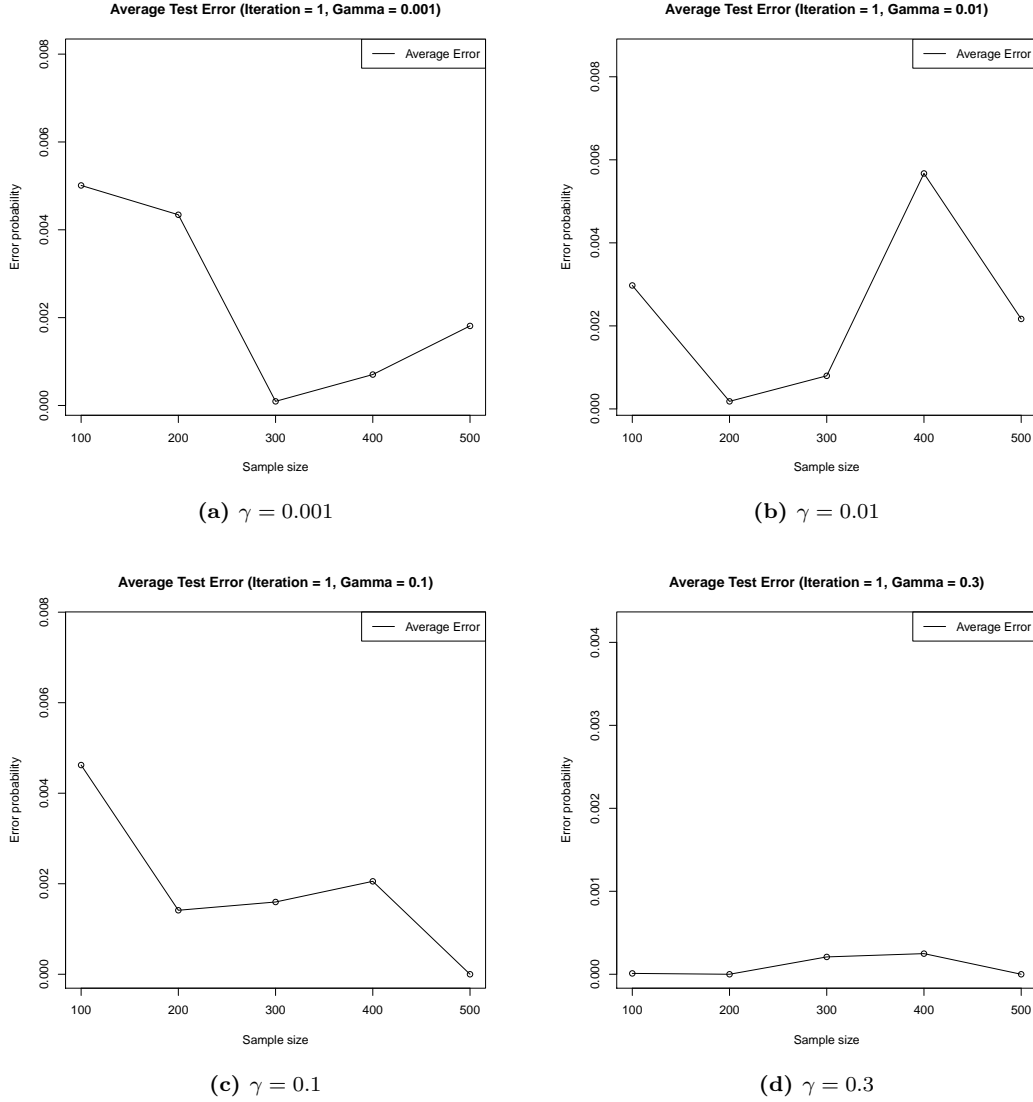 Average Test Error (Iteration = 1, Gamma = 0.001)
Average Error
0.008
0.006
0.004
0.002
0.000
Error probability
100 200 300 400 500
Sample size
(a) γ = 0.001
Average Test Error (Iteration = 1, Gamma = 0.01)
Average Error
0.008
0.006
0.004
0.002
0.000
Error probability
100 200 300 400 500
Sample size
(b) γ = 0.01
Average Test Error (Iteration = 1, Gamma = 0.1)
Average Error
0.008
0.006
0.004
0.002
0.000
Error probability
100 200 300 400 500
Sample size
(c) γ = 0.1
Average Test Error (Iteration = 1, Gamma = 0.3)
Average Error
0.004
0.003
0.002
0.001
0.000
Error probability
100 200 300 400 500
Sample size
(d) γ = 0.3